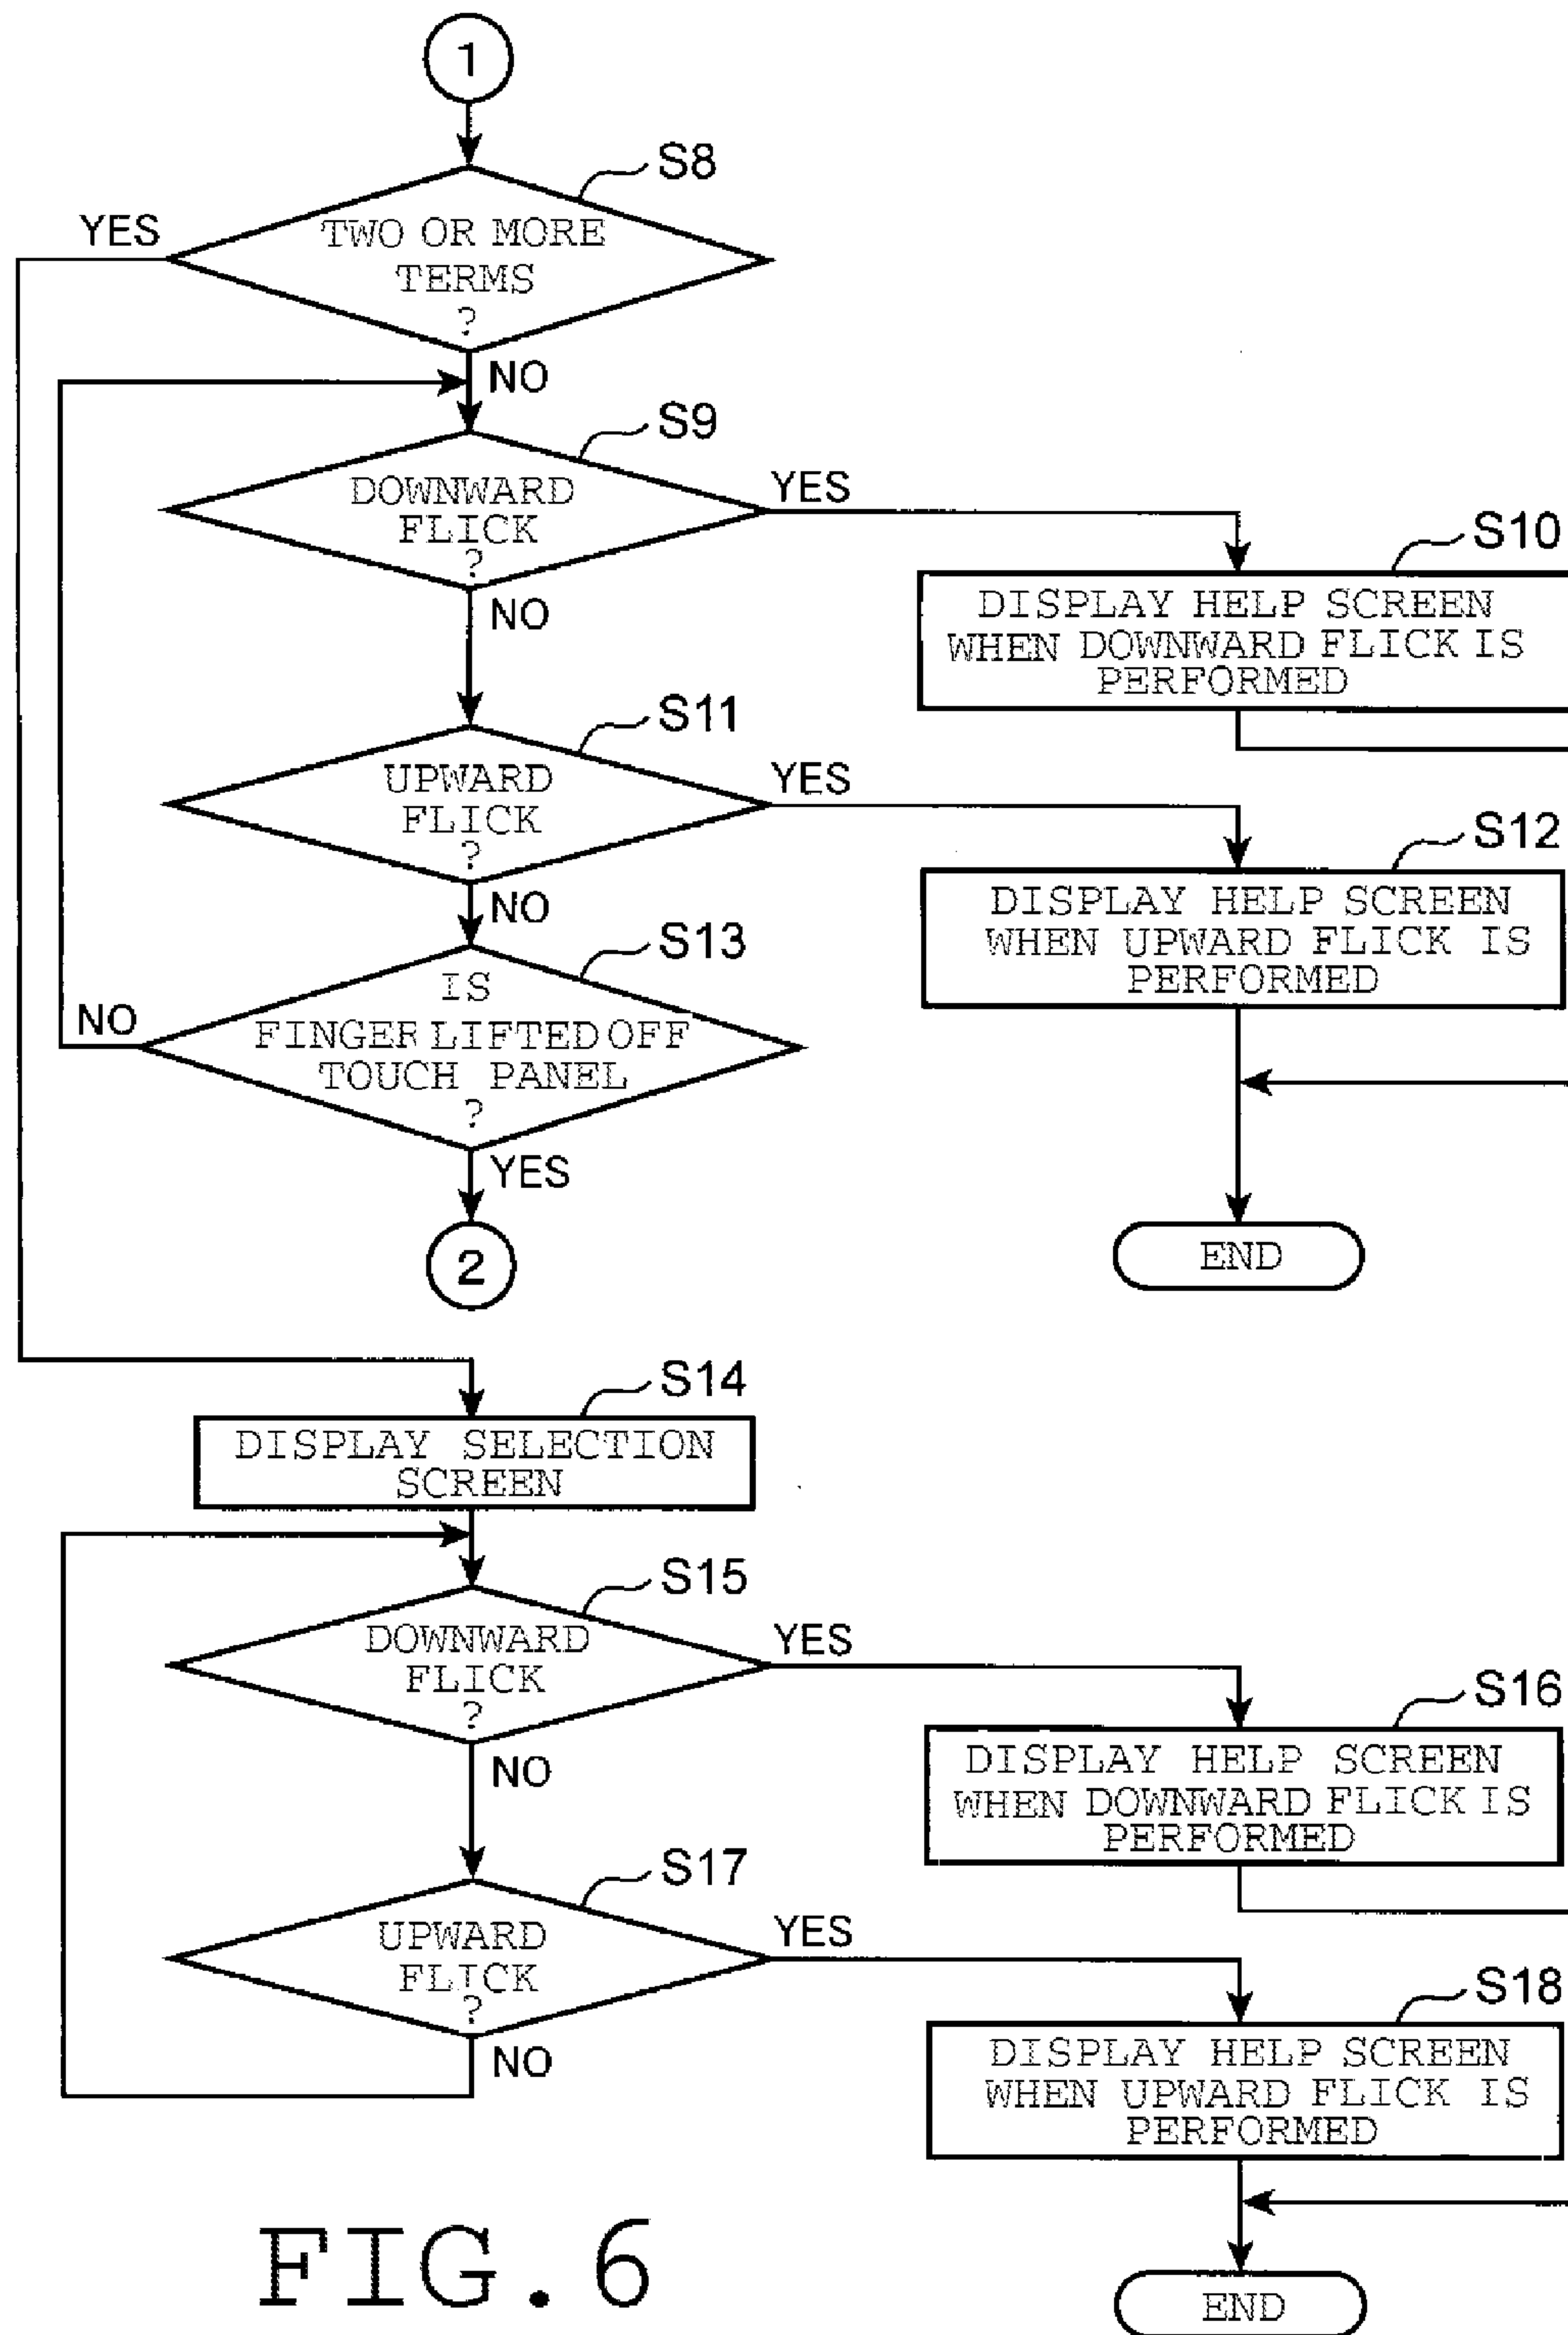 1
S8
YES
TWO OR MORE
TERMS
?
NO
S9
DOWNWARD
FLICK
?
YES
NO
S10
DISPLAY HELP SCREEN
WHEN DOWNWARD FLICK IS
PERFORMED
S11
UPWARD
FLICK
?
YES
NO
S12
DISPLAY HELP SCREEN
WHEN UPWARD FLICK IS
PERFORMED
S13
IS
FINGER LIFTED OFF
TOUCH PANEL
?
NO
YES
2
END
S14
DISPLAY SELECTION
SCREEN
S15
DOWNWARD
FLICK
?
YES
NO
S16
DISPLAY HELP SCREEN
WHEN DOWNWARD FLICK IS
PERFORMED
S17
UPWARD
FLICK
?
YES
NO
S18
DISPLAY HELP SCREEN
WHEN UPWARD FLICK IS
PERFORMED
END
FIG. 6